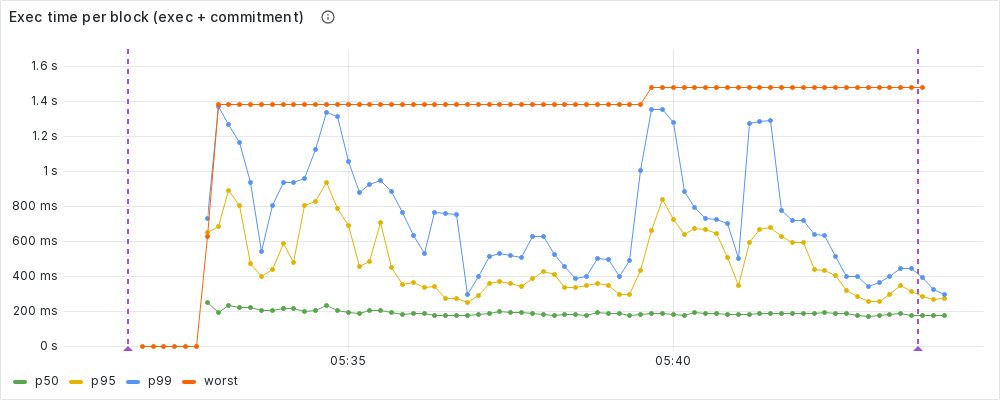 Exec time per block (exec + commitment)
1.6 s
1.4 s
1.2 s
1 s
800 ms
600 ms
400 ms
200 ms
0 s
05:35 05:40
p50 p95 p99 worst